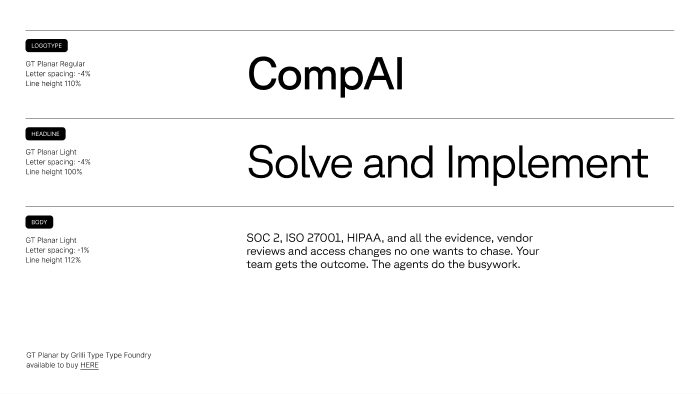 LOGOTYPE
GT Planar Regular
Letter spacing: -4%
Line height 110%
CompAI
HEADLINE
GT Planar Light
Letter spacing: -4%
Line height 100%
Solve and Implement
BODY
GT Planar Light
Letter spacing: -1%
Line height 112%
SOC 2, ISO 27001, HIPAA, and all the evidence, vendor
reviews and access changes no one wants to chase. Your
team gets the outcome. The agents do the busywork.
GT Planar by Grilli Type Type Foundry
available to buy HERE